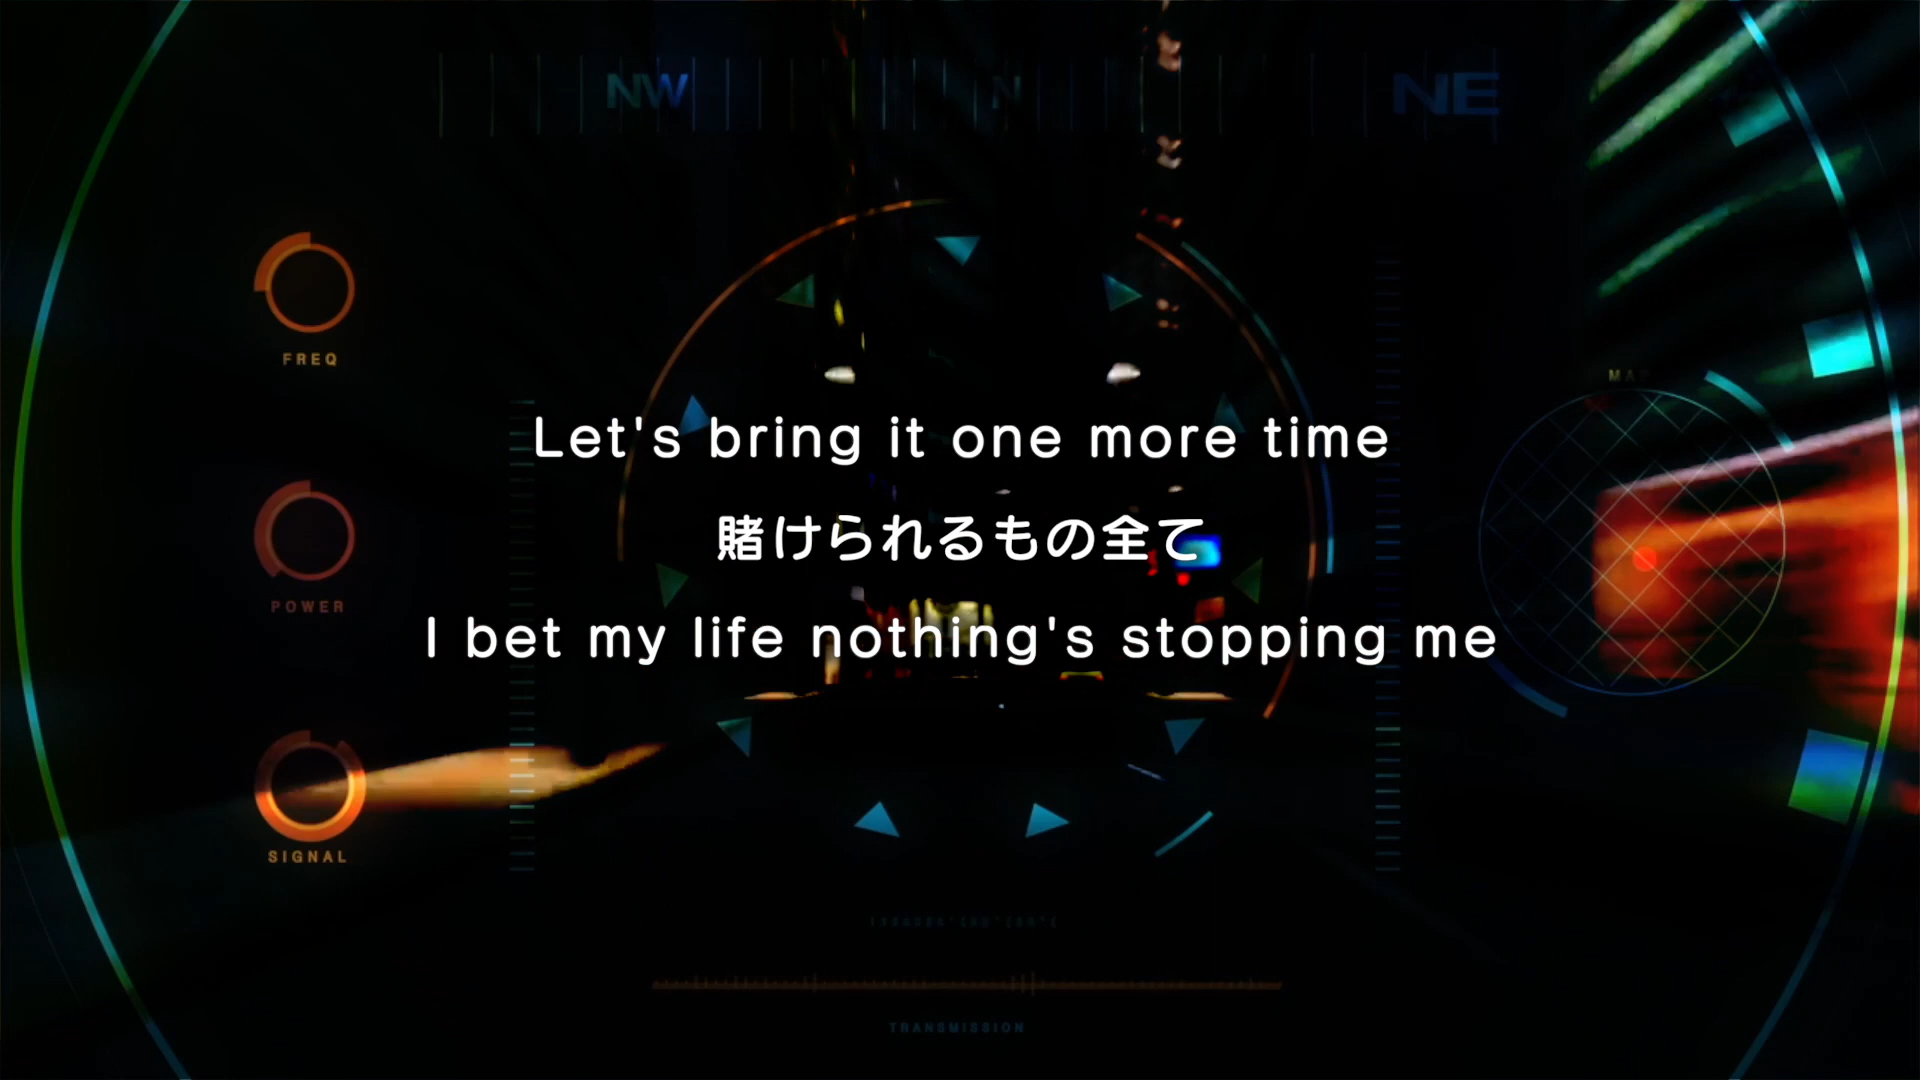 NW N NE
FREQ
MAP
Let's bring it one more time
賭けられるもの全て
POWER
I bet my life nothing's stopping me
SIGNAL
TRANSMISSION